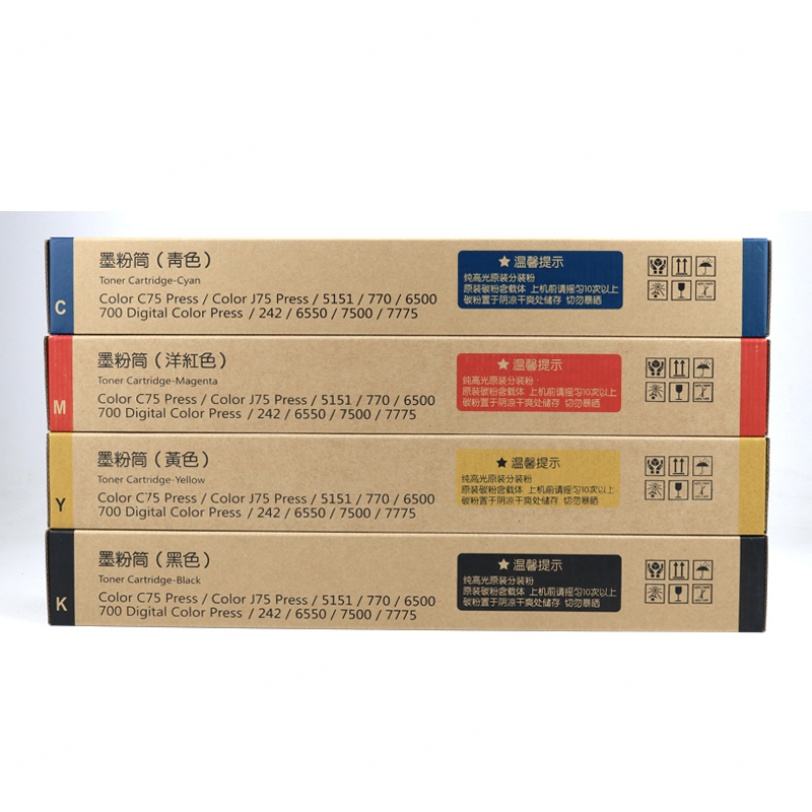 C
墨粉筒（青色）
Toner Cartridge-Cyan
Color C75 Press / Color J75 Press / 5151 / 770 / 6500
700 Digital Color Press / 242 / 6550 / 7500 / 7775
★ 温馨提示
纯高光原装分装粉
原装碳粉含载体 上机前请摇匀10次以上
碳粉置于阴凉干爽处储存 切勿暴晒
M
墨粉筒（洋紅色）
Toner Cartridge-Magenta
Color C75 Press / Color J75 Press / 5151 / 770 / 6500
700 Digital Color Press / 242 / 6550 / 7500 / 7775
★ 温馨提示
纯高光原装分装粉
原装碳粉含载体 上机前请摇匀10次以上
碳粉置于阴凉干爽处储存 切勿暴晒
Y
墨粉筒（黃色）
Toner Cartridge-Yellow
Color C75 Press / Color J75 Press / 5151 / 770 / 6500
700 Digital Color Press / 242 / 6550 / 7500 / 7775
★ 温馨提示
纯高光原装分装粉
原装碳粉含载体 上机前请摇匀10次以上
碳粉置于阴凉干爽处储存 切勿暴晒
K
墨粉筒（黑色）
Toner Cartridge-Black
Color C75 Press / Color J75 Press / 5151 / 770 / 6500
700 Digital Color Press / 242 / 6550 / 7500 / 7775
★ 温馨提示
纯高光原装分装粉
原装碳粉含载体 上机前请摇匀10次以上
碳粉置于阴凉干爽处储存 切勿暴晒